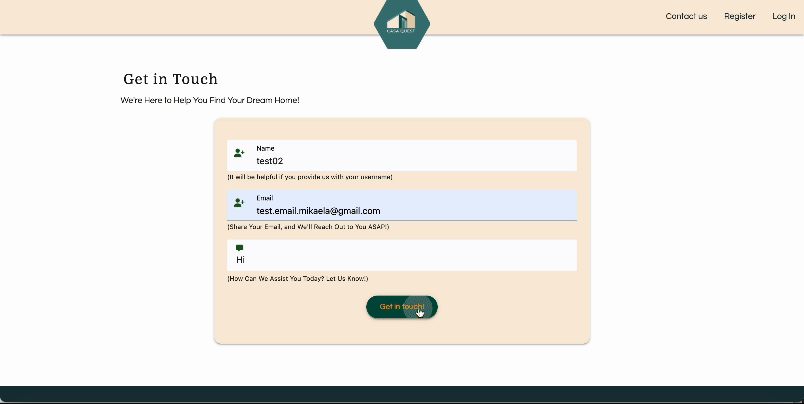 Contact us
Register
Log In
CASA QUEST
Get in Touch
We're Here to Help You Find Your Dream Home!
Name
test02
(It will be helpful if you provide us with your username)
Email
test.email.mikaela@gmail.com
(Share Your Email, and We'll Reach Out to You ASAP!)
Hi
(How Can We Assist You Today? Let Us Know!)
Get in touch!